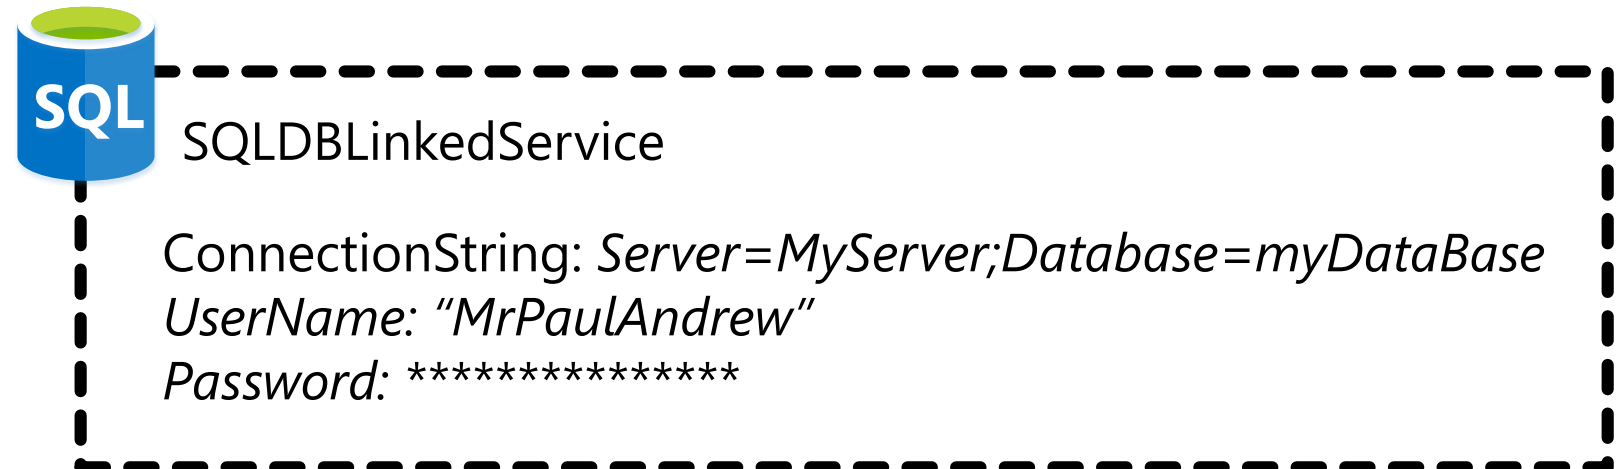 SQL
SQLDBLinkedService
ConnectionString: Server=MyServer;Database=myDataBase
UserName: “MrPaulAndrew”
Password: ***************